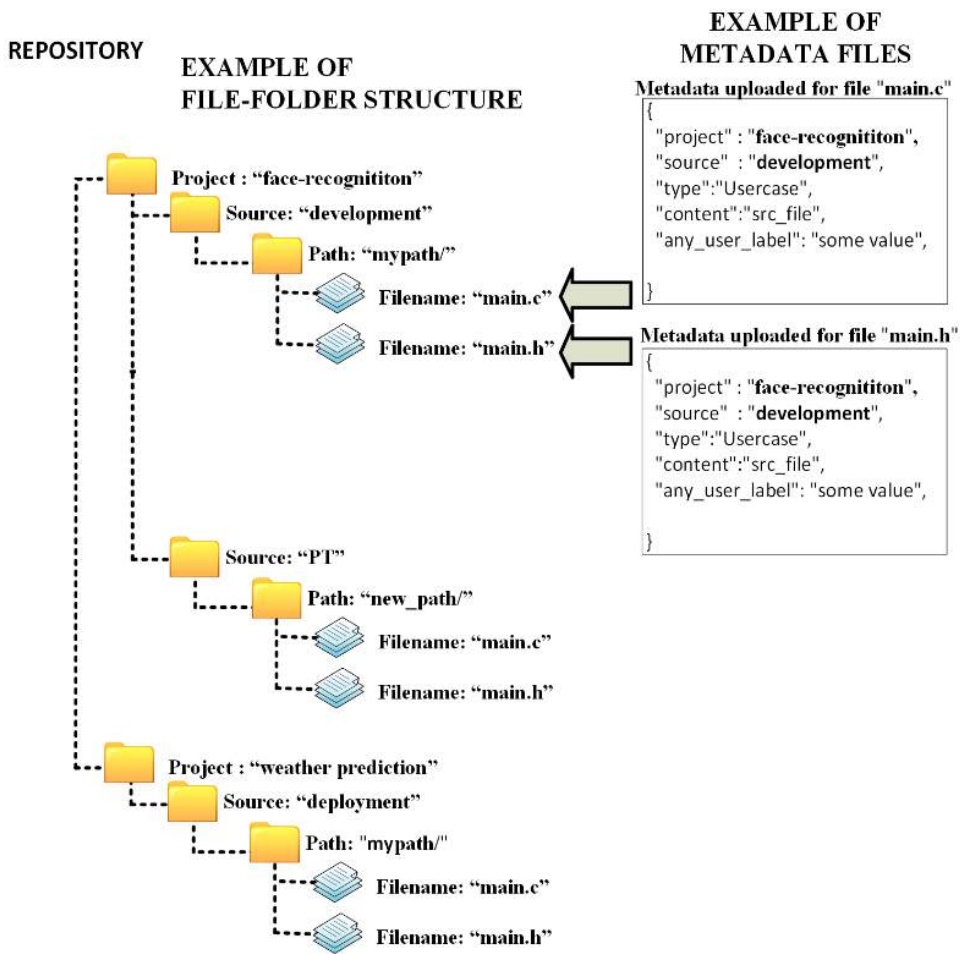 REPOSITORY
EXAMPLE OF
FILE-FOLDER STRUCTURE
Project : “face-recognititon”
Source: “development”
Path: “mypath/”
Filename: “main.c”
Filename: “main.h”
Source: “PT”
Path: “new_path/”
Filename: “main.c”
Filename: “main.h”
Project : “weather prediction”
Source: “deployment”
Path: "mypath/"
Filename: “main.c”
Filename: “main.h”
EXAMPLE OF
METADATA FILES
Metadata uploaded for file "main.c"
{
"project" : "face-recognititon",
"source" : "development",
"type":"Usercase",
"content":"src_file",
"any_user_label": "some value",
}
Metadata uploaded for file "main.h"
{
"project" : "face-recognititon",
"source" : "development",
"type":"Usercase",
"content":"src_file",
"any_user_label": "some value",
}